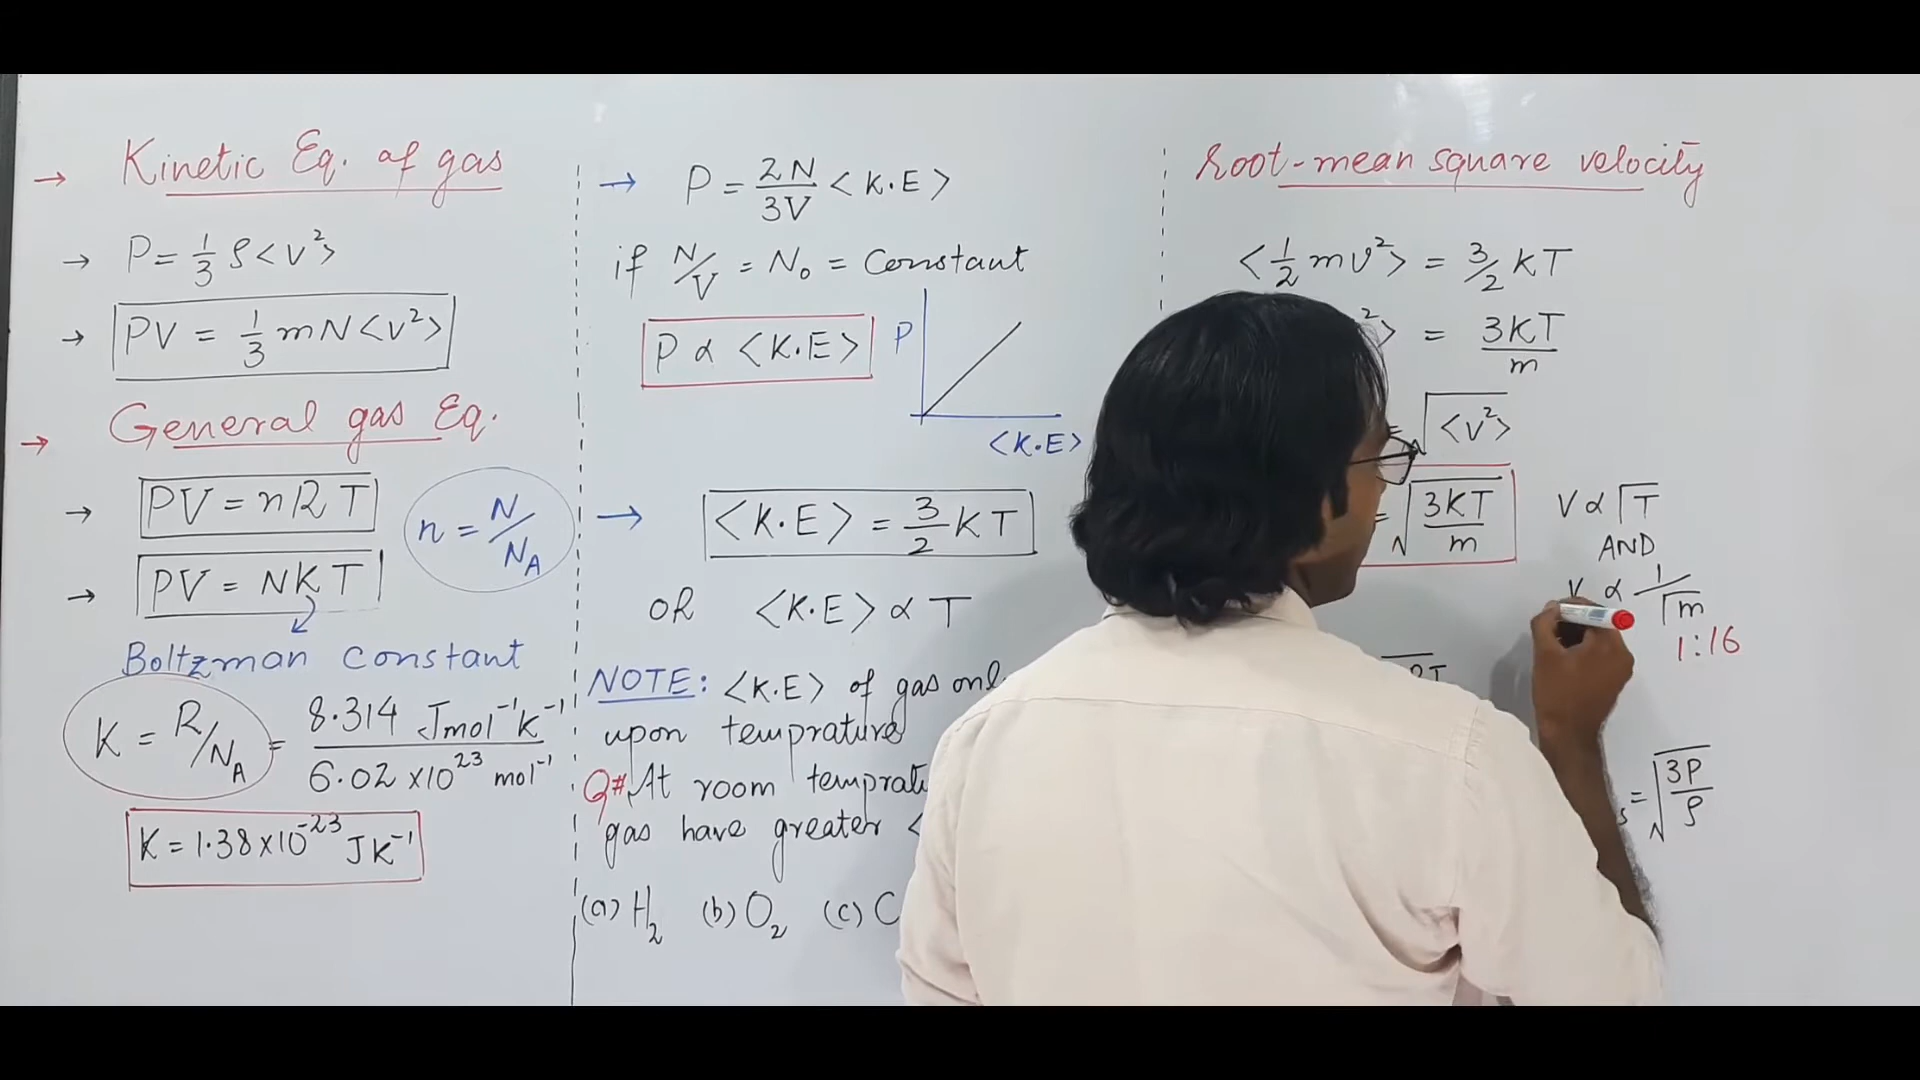 → Kinetic Eq. of gas
→ P = 1/3 ρ <v²>
→ PV = 1/3 mN <v²>
→ General gas Eq.
→ PV = nRT
n = N/N_A
→ PV = NKT
Boltzman constant
K = R/N_A = 8.314 Jmol⁻¹k⁻¹ / 6.02 ×10²³ mol⁻¹
K = 1.38×10⁻²³ JK⁻¹
→ P = 2N/3V <K.E>
if N/V = N₀ = Constant
P ∝ <K.E>
P
<K.E>
→ <K.E> = 3/2 KT
OR <K.E> ∝ T
NOTE: <K.E> of gas
upon temprature
Q# At room
gas have greater <
(a) H₂ (b) O₂ (c) C
Root-mean square velocity
<1/2 mv²> = 3/2 KT
²> = 3KT/m
= √<v²>
= √(3KT/m)
V ∝ √T
AND
V ∝ 1/√m
1:16
= √(3P/ρ)